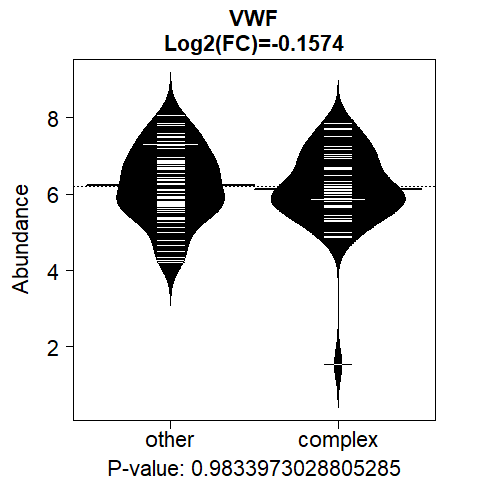 VWF
Log2(FC)=-0.1574
Abundance
8
6
4
2
other complex
P-value: 0.9833973028805285